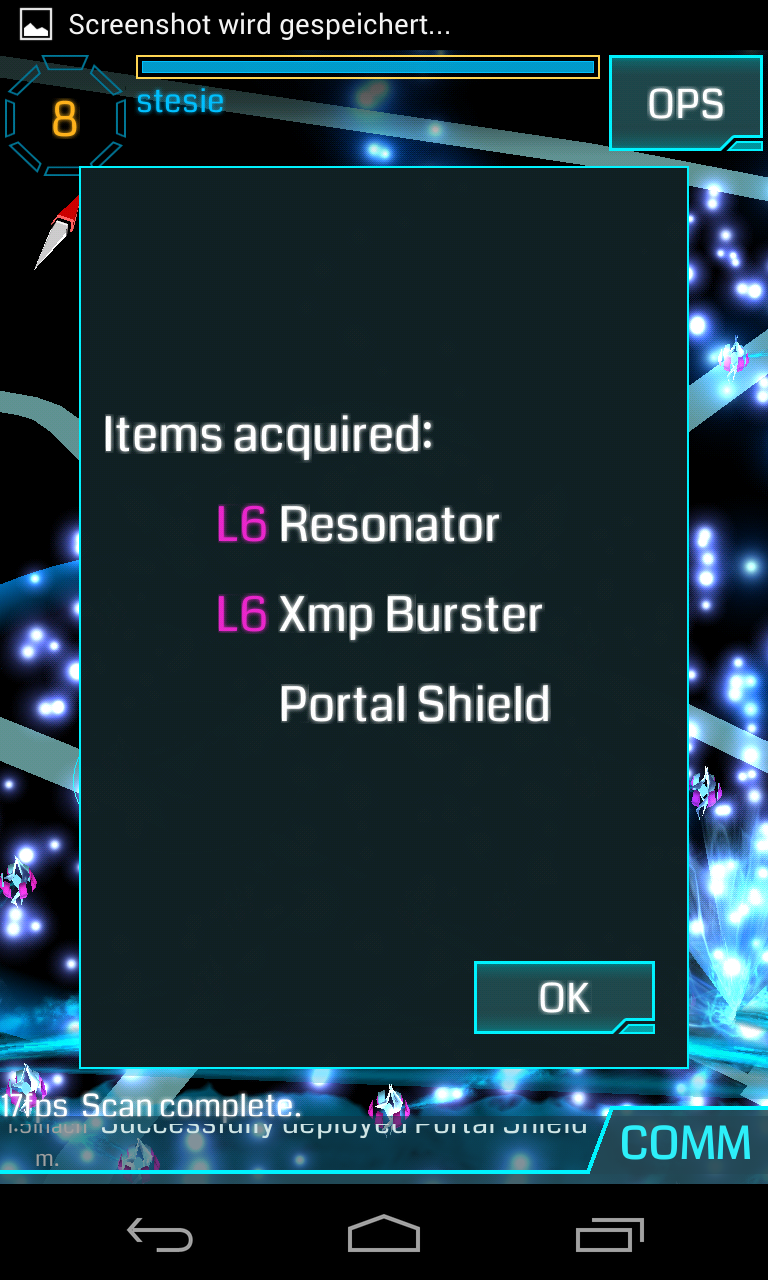 Screenshot wird gespeichert...
8
stesie
OPS
Items acquired:
L6 Resonator
L6 Xmp Burster
Portal Shield
OK
17fps Scan complete.
Successfully deployed Portal Shield
m.
COMM